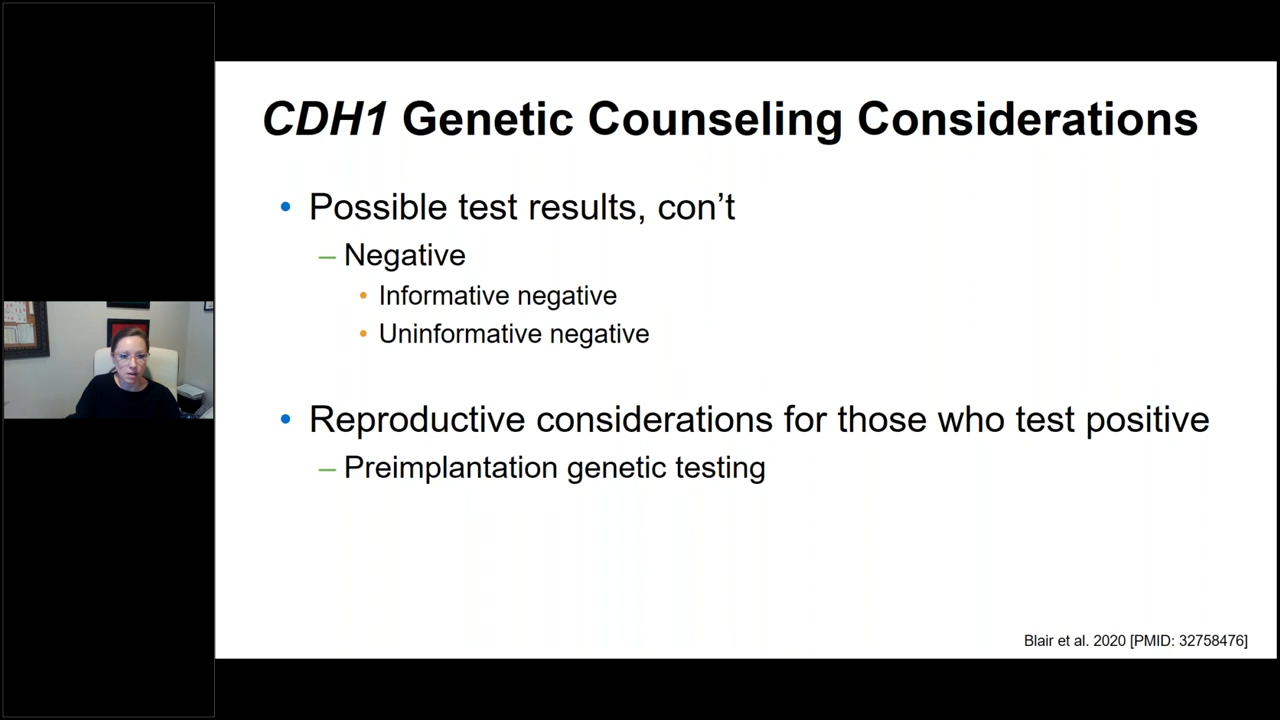 CDH1 Genetic Counseling Considerations
• Possible test results, con’t
– Negative
• Informative negative
• Uninformative negative
• Reproductive considerations for those who test positive
– Preimplantation genetic testing
Blair et al. 2020 [PMID: 32758476]